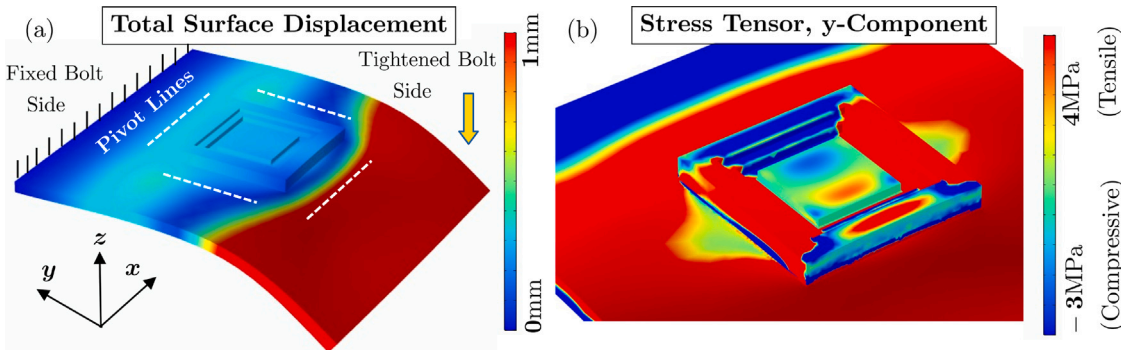 (a)
Total Surface Displacement
Fixed Bolt
Side
Pivot Lines
Tightened Bolt
Side
1mm
0mm
z
y
x
(b)
Stress Tensor, y-Component
4MPa
(Tensile)
−3MPa
(Compressive)